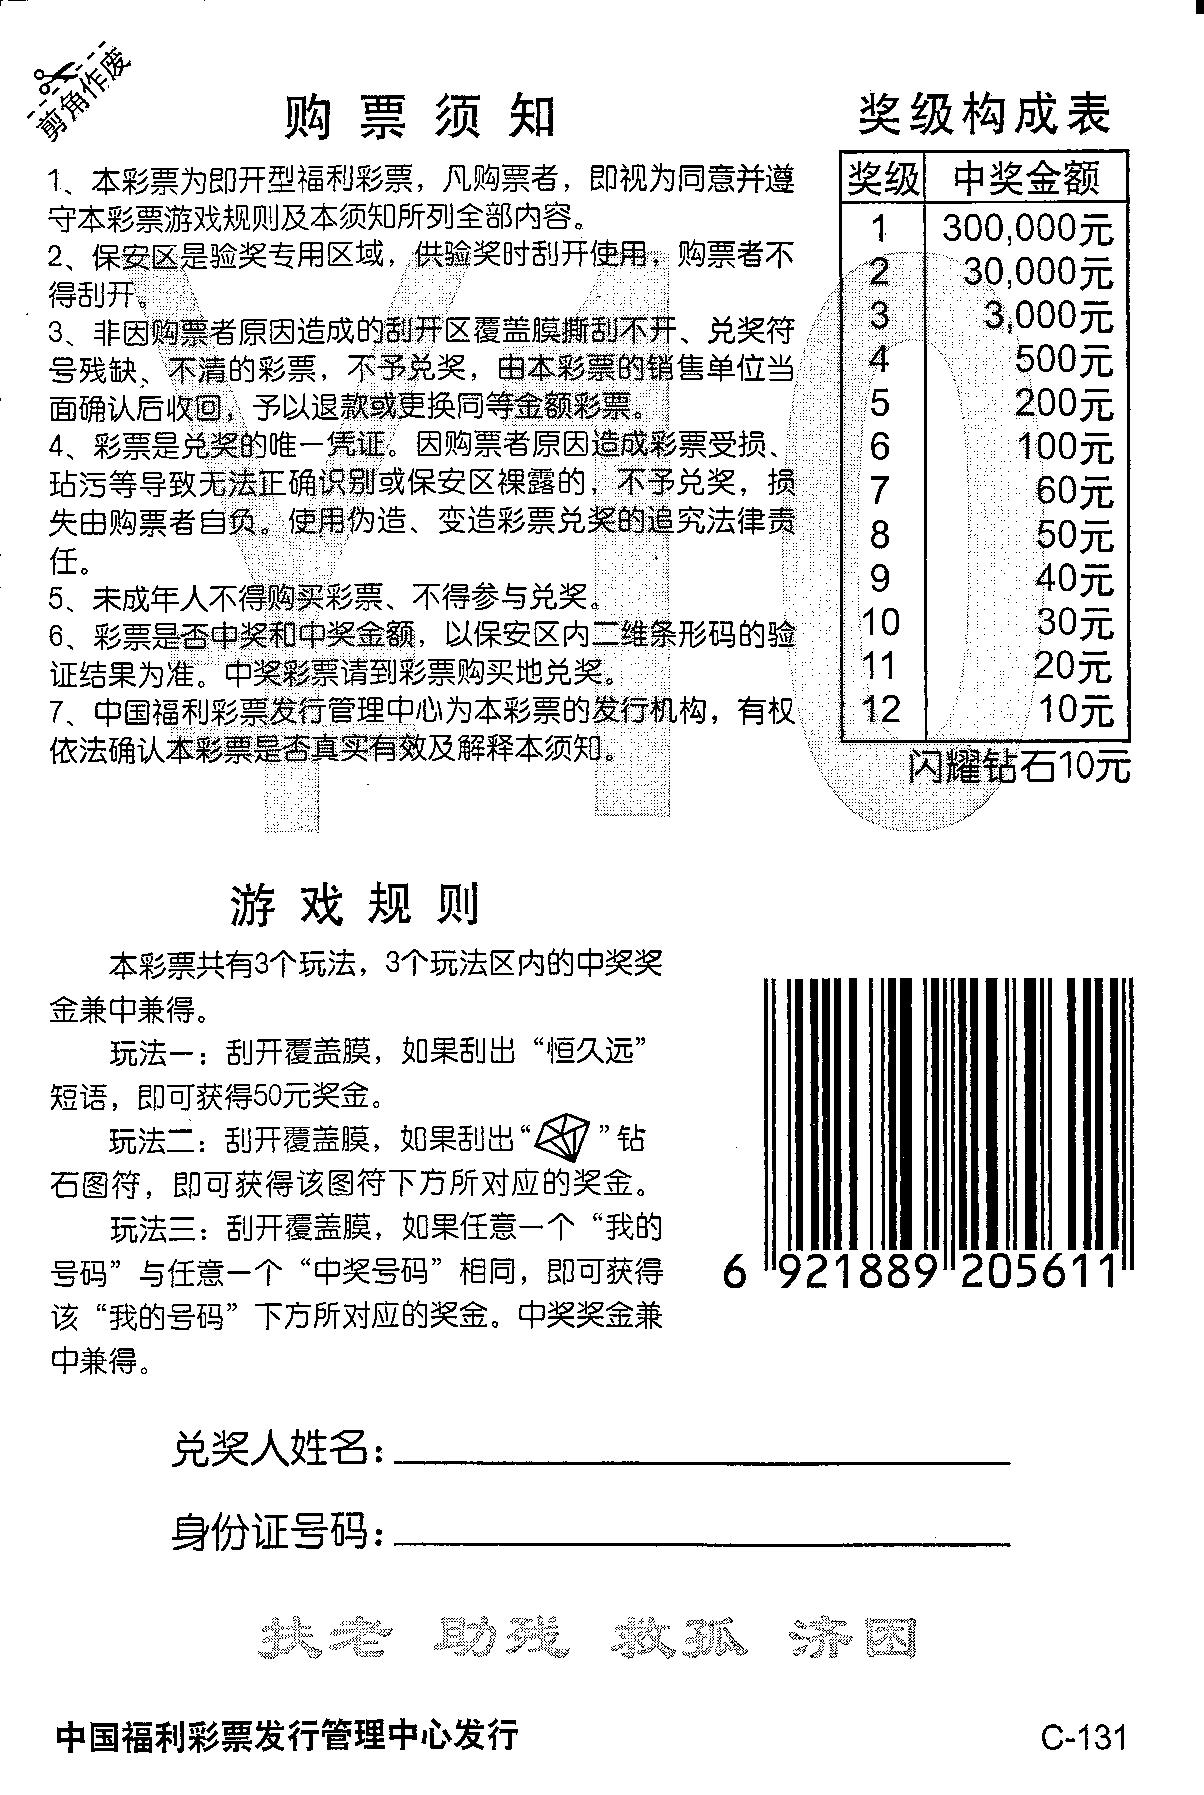 剪角作废
购票须知
1、本彩票为即开型福利彩票，凡购票者，即视为同意并遵
守本彩票游戏规则及本须知所列全部内容。
2、保安区是验奖专用区域，供验奖时刮开使用，购票者不
得刮开。
3、非因购票者原因造成的刮开区覆盖膜撕刮不开、兑奖符
号残缺、不清的彩票，不予兑奖，由本彩票的销售单位当
面确认后收回，予以退款或更换同等金额彩票。
4、彩票是兑奖的唯一凭证。因购票者原因造成彩票受损、
玷污等导致无法正确识别或保安区裸露的，不予兑奖，损
失由购票者自负。使用伪造、变造彩票兑奖的追究法律责
任。
5、未成年人不得购买彩票、不得参与兑奖。
6、彩票是否中奖和中奖金额，以保安区内二维条形码的验
证结果为准。中奖彩票请到彩票购买地兑奖。
7、中国福利彩票发行管理中心为本彩票的发行机构，有权
依法确认本彩票是否真实有效及解释本须知。
奖级构成表
奖级 中奖金额
1 300,000元
2 30,000元
3 3,000元
4 500元
5 200元
6 100元
7 60元
8 50元
9 40元
10 30元
11 20元
12 10元
闪耀钻石10元
¥10
游戏规则
本彩票共有3个玩法，3个玩法区内的中奖奖
金兼中兼得。
玩法一：刮开覆盖膜，如果刮出“恒久远”
短语，即可获得50元奖金。
玩法二：刮开覆盖膜，如果刮出“ ”钻
石图符，即可获得该图符下方所对应的奖金。
玩法三：刮开覆盖膜，如果任意一个“我的
号码”与任意一个“中奖号码”相同，即可获得
该“我的号码”下方所对应的奖金。中奖奖金兼
中兼得。
6 921889 205611
兑奖人姓名：
身份证号码：
扶老 助残 救孤 济困
中国福利彩票发行管理中心发行
C-131